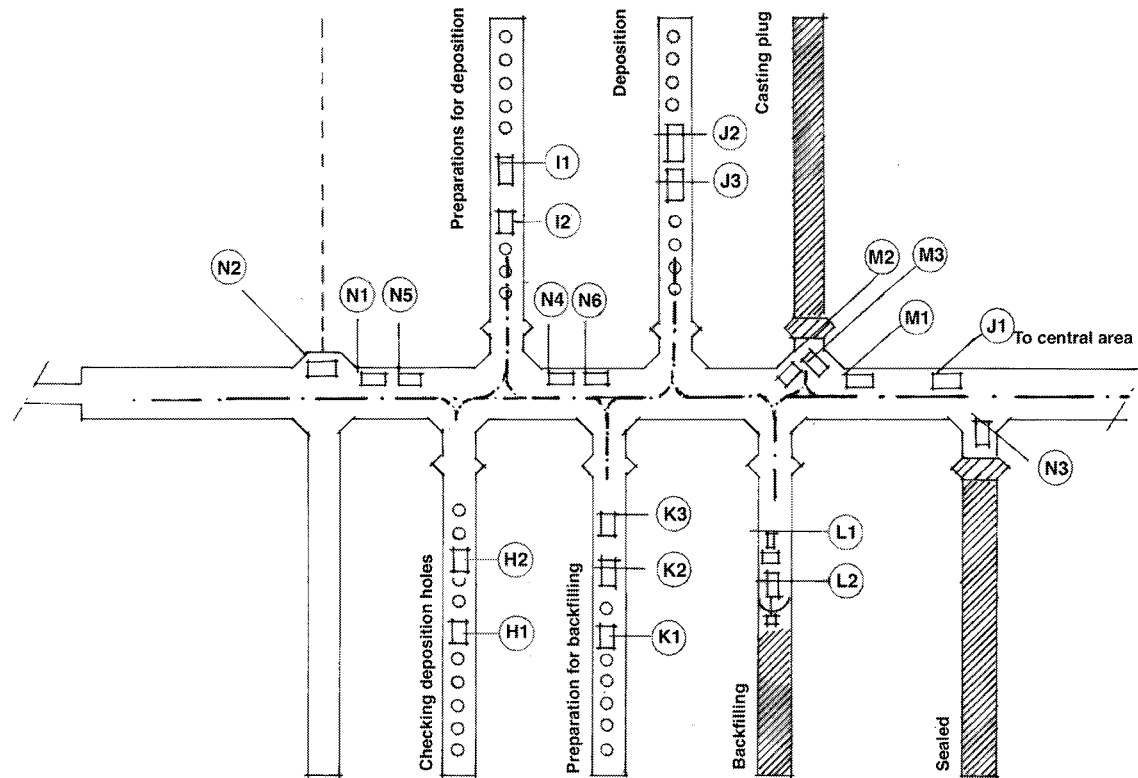 Preparations for deposition
Deposition
Casting plug
I1
I2
J2
J3
N2
N1
N5
N4
N6
M2
M3
M1
J1
To central area
N3
H2
H1
K3
K2
K1
L1
L2
Checking deposition holes
Preparation for backfilling
Backfilling
Sealed